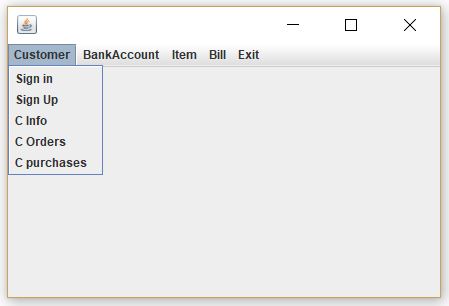 Customer BankAccount Item Bill Exit
Sign in
Sign Up
C Info
C Orders
C purchases